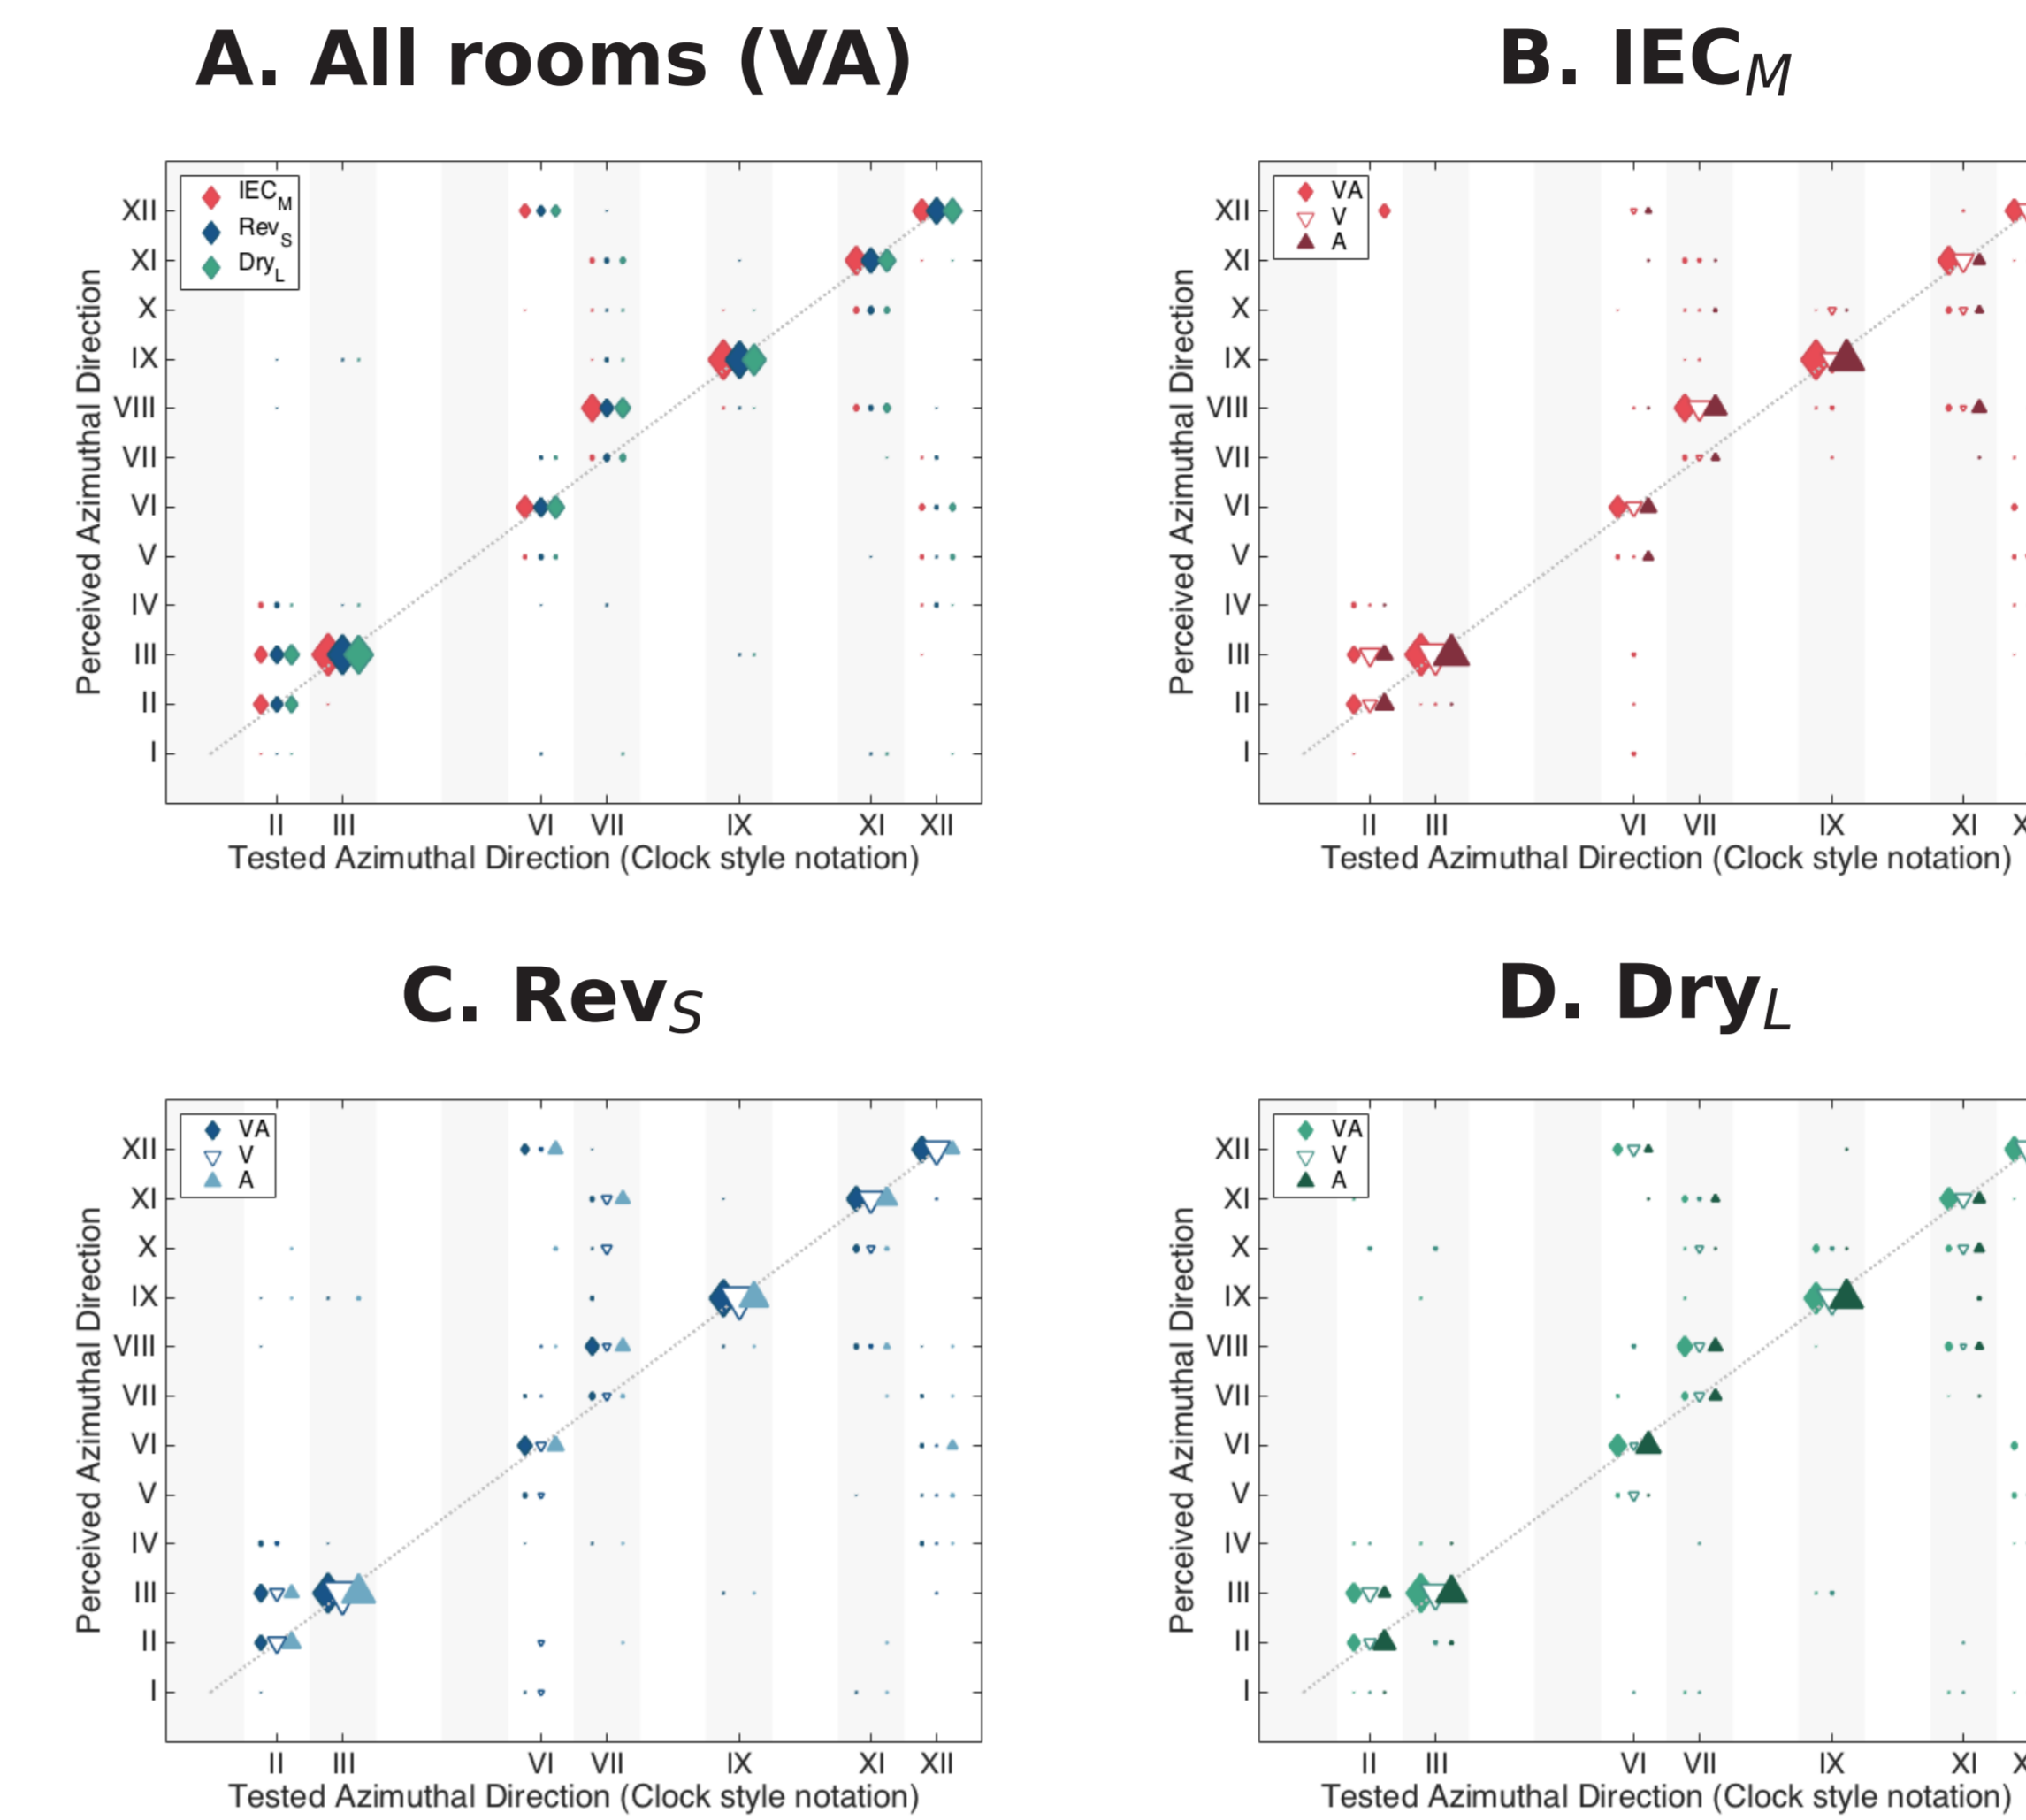 A. All rooms (VA)
B. IEC_M
XII
XI
X
IX
VIII
VII
VI
V
IV
III
II
I
IEC_M
Rev_S
Dry_L
Perceived Azimuthal Direction
II III VI VII IX XI XII
Tested Azimuthal Direction (Clock style notation)
XII
XI
X
IX
VIII
VII
VI
V
IV
III
II
I
VA
V
A
Perceived Azimuthal Direction
II III VI VII IX XI X
Tested Azimuthal Direction (Clock style notation)
C. Rev_S
D. Dry_L
XII
XI
X
IX
VIII
VII
VI
V
IV
III
II
I
VA
V
A
Perceived Azimuthal Direction
II III VI VII IX XI XII
Tested Azimuthal Direction (Clock style notation)
XII
XI
X
IX
VIII
VII
VI
V
IV
III
II
I
VA
V
A
Perceived Azimuthal Direction
II III VI VII IX XI X
Tested Azimuthal Direction (Clock style notation)